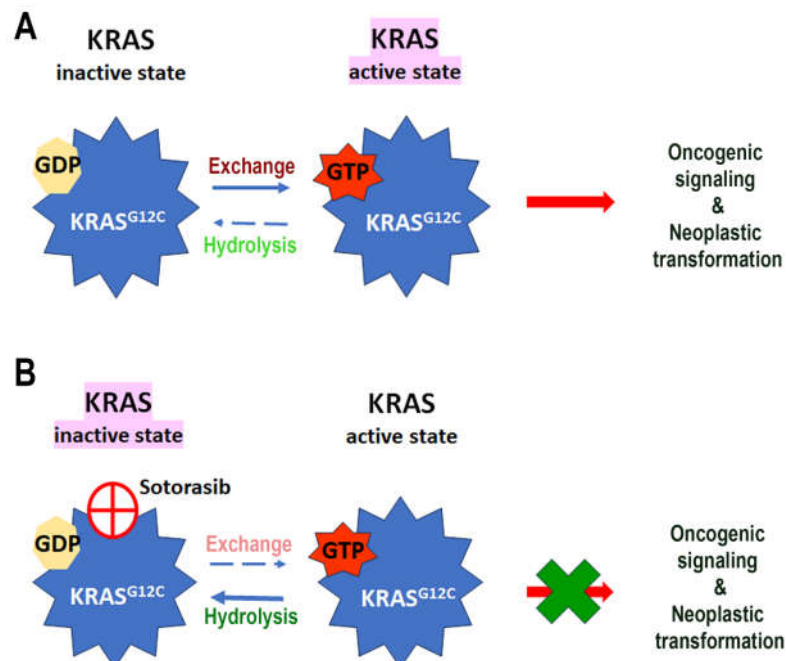 A
KRAS
inactive state
KRAS
active state
GDP
KRAS^G12C
Exchange
Hydrolysis
GTP
KRAS^G12C
Oncogenic
signaling
&
Neoplastic
transformation
B
KRAS
inactive state
KRAS
active state
Sotorasib
GDP
KRAS^G12C
Exchange
Hydrolysis
GTP
KRAS^G12C
Oncogenic
signaling
&
Neoplastic
transformation